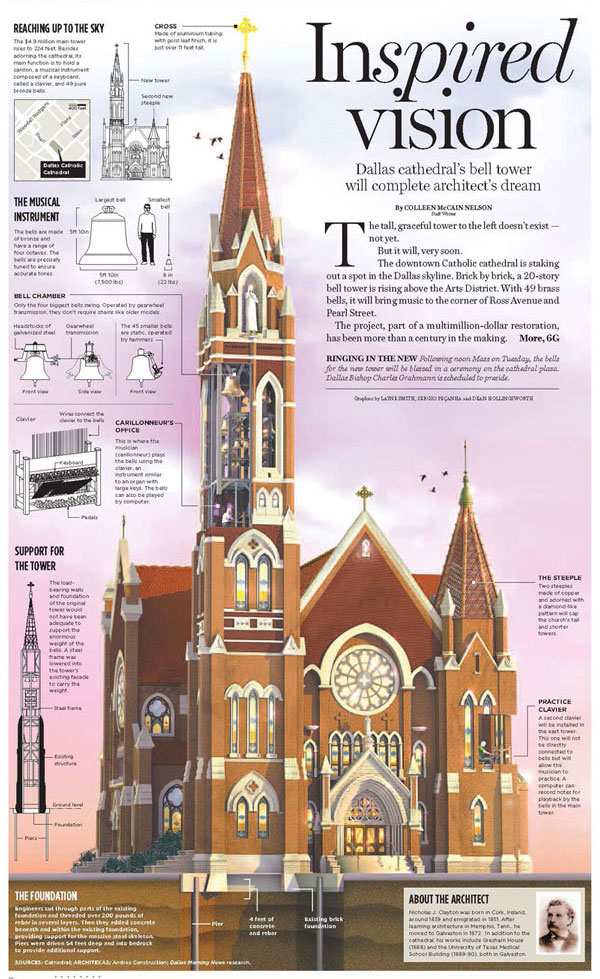 REACHING UP TO THE SKY
The $4.9 million main tower
rises to 224 feet. Besides
adorning the cathedral, its
main function is to hold a
carillon, a musical instrument
composed of a keyboard,
called a clavier, and 49 pure
bronze bells.
400 feet
Woodall Rodgers
Pearl
Ross
Dallas Catholic
Cathedral
New tower
Second new
steeple
CROSS
Made of aluminum tubing
with gold leaf finish, it is
just over 11 feet tall.
Inspired
vision
Dallas cathedral's bell tower
will complete architect's dream
By COLLEEN McCAIN NELSON
Staff Writer
The tall, graceful tower to the left doesn't exist —
not yet.
But it will, very soon.
The downtown Catholic cathedral is staking
out a spot in the Dallas skyline. Brick by brick, a 20-story
bell tower is rising above the Arts District. With 49 brass
bells, it will bring music to the corner of Ross Avenue and
Pearl Street.
The project, part of a multimillion-dollar restoration,
has been more than a century in the making. More, 6G
RINGING IN THE NEW Following noon Mass on Tuesday, the bells
for the new tower will be blessed in a ceremony on the cathedral plaza.
Dallas Bishop Charles Grahmann is scheduled to preside.
Graphics by LAYNE SMITH, SERGIO PEÇANHA and DEAN HOLLINGSWORTH
THE MUSICAL
INSTRUMENT
The bells are made
of bronze and
have a range of
four octaves. The
bells are precisely
tuned to ensure
accurate tones.
Largest bell
Smallest
bell
5ft 10in
5ft 10in
(7,500 lbs)
8 in
(22 lbs)
BELL CHAMBER
Only the four biggest bells swing. Operated by gearwheel
transmission, they don't require chains like older models.
Headstocks of
galvanized steel
Gearwheel
transmission
The 45 smaller bells
are static, operated
by hammers
Front view
Side view
Front view
Clavier
Wires connect the
clavier to the bells
Keyboard
Pedals
CARILLONNEUR'S
OFFICE
This is where the
musician
(carillonneur) plays
the bells using the
clavier, an
instrument similar
to an organ with
large keys. The bells
can also be played
by computer.
SUPPORT FOR
THE TOWER
The load-
bearing walls
and foundation
of the original
tower would
not have been
adequate to
support the
enormous
weight of the
bells. A steel
frame was
lowered into
the tower's
existing facade
to carry the
weight.
Steel frame
Existing
structure
Ground level
Foundation
Piers
THE STEEPLE
Two steeples
made of copper
and adorned with
a diamond-like
pattern will cap
the church's tall
and shorter
towers.
PRACTICE
CLAVIER
A second clavier
will be installed in
the east tower.
This one will not
be directly
connected to
bells but will
allow the
musician to
practice. A
computer can
record notes for
playback by the
bells in the main
tower.
THE FOUNDATION
Engineers cut through parts of the existing
foundation and threaded over 200 pounds of
rebar in several layers. Then they added concrete
beneath and within the existing foundation,
providing support for the massive steel skeleton.
Piers were driven 54 feet deep and into bedrock
to provide additional support.
Pier
4 feet of
concrete
and rebar
Existing brick
foundation
SOURCES: Cathedral; ARCHITEXAS; Andres Construction; Dallas Morning News research.
ABOUT THE ARCHITECT
Nicholas J. Clayton was born in Cork, Ireland,
around 1839 and emigrated in 1851. After
learning architecture in Memphis, Tenn., he
moved to Galveston in 1872. In addition to the
cathedral, his works include Gresham House
(1888) and the University of Texas Medical
School Building (1889-90), both in Galveston